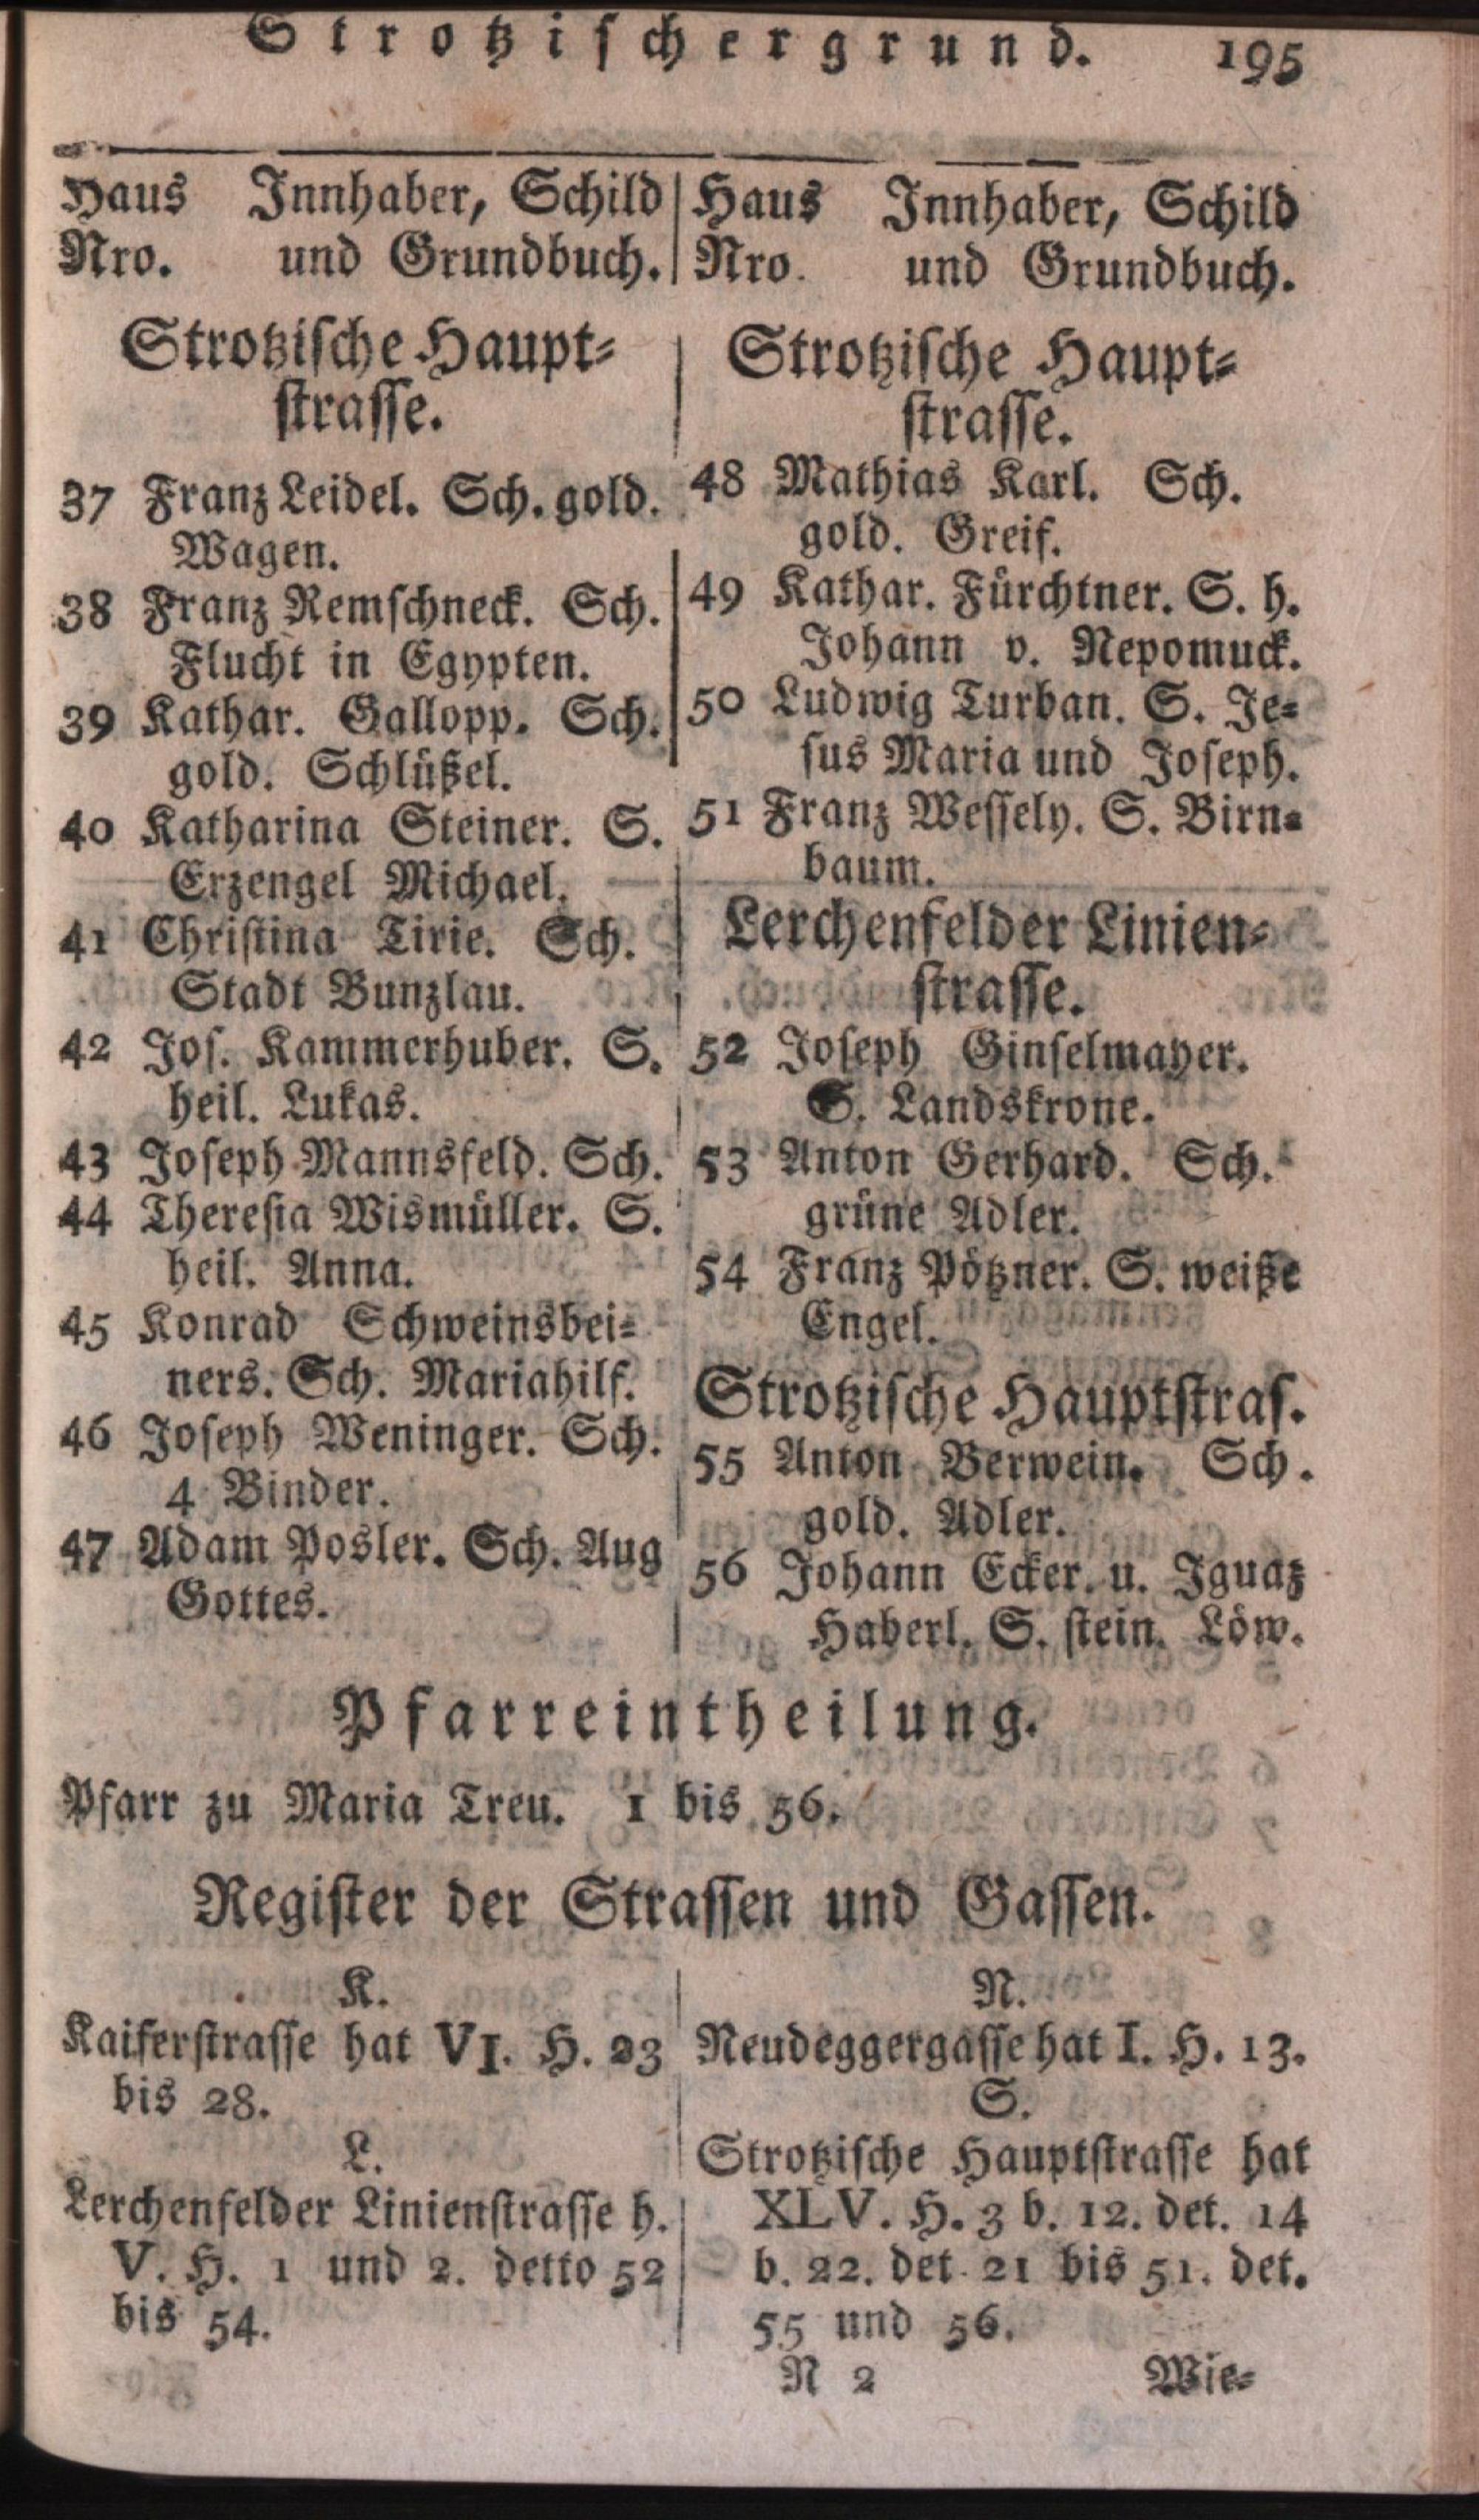 Strotzischergrund. 195
Haus Innhaber, Schild
Nro. und Grundbuch.
Strotzische Haupt-
strasse.
37 Franz Leidel. Sch. gold.
Wagen.
38 Franz Remschneck. Sch.
Flucht in Egypten.
39 Kathar. Gallopp. Sch.
gold. Schlüßel.
40 Katharina Steiner. S.
Erzengel Michael.
41 Christina Tirie. Sch.
Stadt Bunzlau.
42 Jos. Kammerhuber. S.
heil. Lukas.
43 Joseph Mannsfeld. Sch.
44 Theresia Wismüller. S.
heil. Anna.
45 Konrad Schweinsbei-
ners. Sch. Mariahilf.
46 Joseph Weninger. Sch.
4 Binder.
47 Adam Posler. Sch. Aug
Gottes.
Haus Innhaber, Schild
Nro. und Grundbuch.
Strotzische Haupt-
strasse.
48 Mathias Karl. Sch.
gold. Greif.
49 Kathar. Fürchtner. S. h.
Johann v. Nepomuck.
50 Ludwig Turban. S. Je-
sus Maria und Joseph.
51 Franz Wessely. S. Birn-
baum.
Lerchenfelder Linien-
strasse.
52 Joseph Ginselmayer.
S. Landskrone.
53 Anton Gerhard. Sch.
grüne Adler.
54 Franz Pötzner. S. weiße
Engel.
Strotzische Hauptstras.
55 Anton Berwein. Sch.
gold. Adler.
56 Johann Ecker. u. Iguaz
Haberl. S. stein. Löw.
Pfarreintheilung.
Pfarr zu Maria Treu. 1 bis 56.
Register der Strassen und Gassen.
K.
Kaiferstrasse hat VI. H. 23
bis 28.
L.
Lerchenfelder Linienstrasse h.
V. H. 1 und 2. detto 52
bis 54.
N.
Neudeggergasse hat I. H. 13.
S.
Strotzische Hauptstrasse hat
XLV. H. 3 b. 12. det. 14
b. 22. det. 21 bis 51. det.
55 und 56.
N 2 Wie-